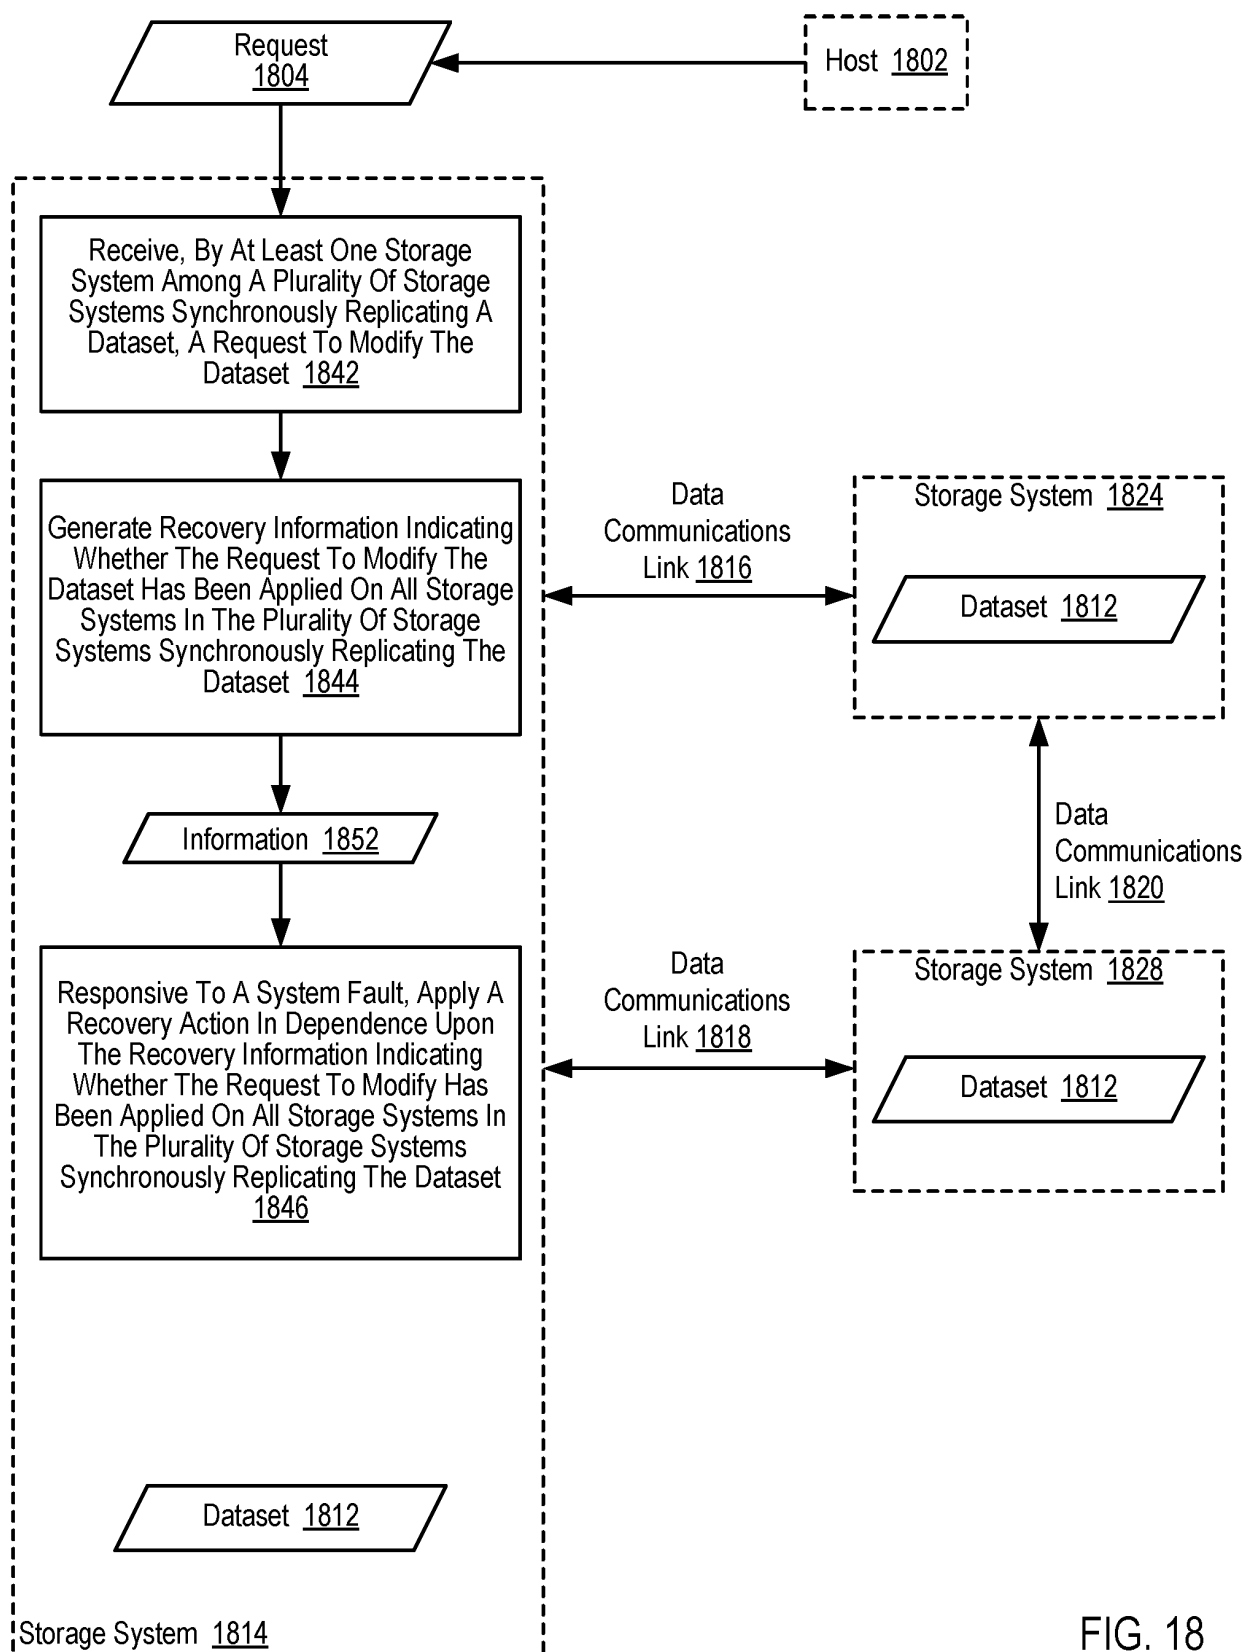 Request
1804
Host 1802
Receive, By At Least One Storage
System Among A Plurality Of Storage
Systems Synchronously Replicating A
Dataset, A Request To Modify The
Dataset 1842
Generate Recovery Information Indicating
Whether The Request To Modify The
Dataset Has Been Applied On All Storage
Systems In The Plurality Of Storage
Systems Synchronously Replicating The
Dataset 1844
Data
Communications
Link 1816
Storage System 1824
Dataset 1812
Information 1852
Data
Communications
Link 1820
Responsive To A System Fault, Apply A
Recovery Action In Dependence Upon
The Recovery Information Indicating
Whether The Request To Modify Has
Been Applied On All Storage Systems In
The Plurality Of Storage Systems
Synchronously Replicating The Dataset
1846
Data
Communications
Link 1818
Storage System 1828
Dataset 1812
Dataset 1812
Storage System 1814
FIG. 18